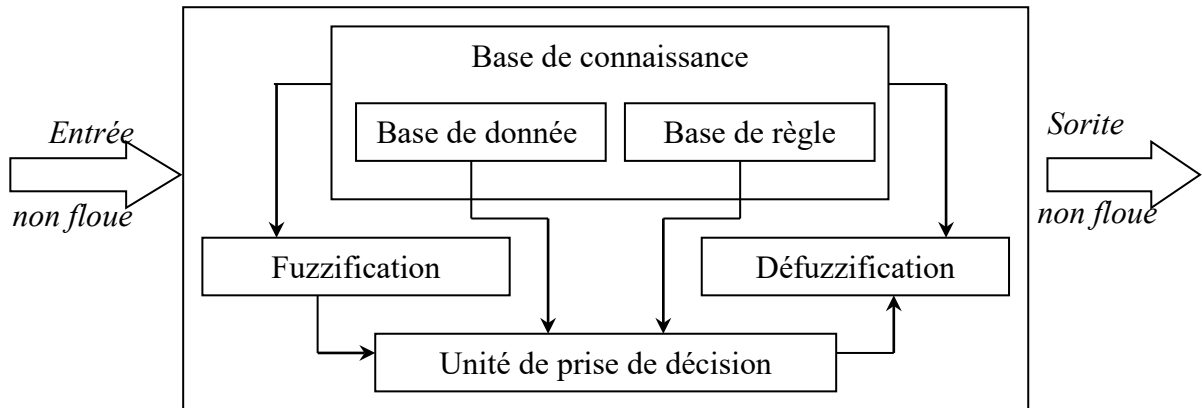 Base de connaissance
Base de donnée
Base de règle
Entrée
non floue
Sorite
non floue
Fuzzification
Défuzzification
Unité de prise de décision